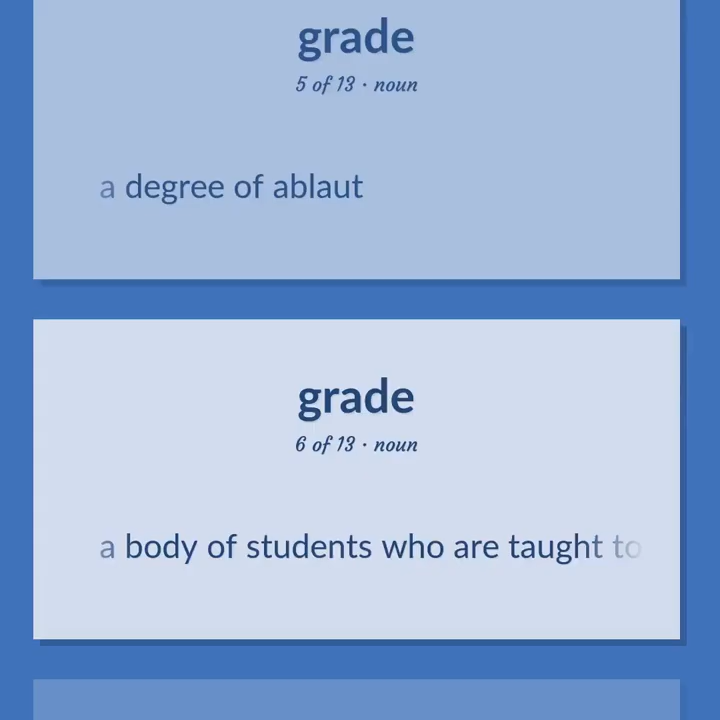 grade
5 of 13 · noun
a degree of ablaut
grade
6 of 13 · noun
a body of students who are taught to